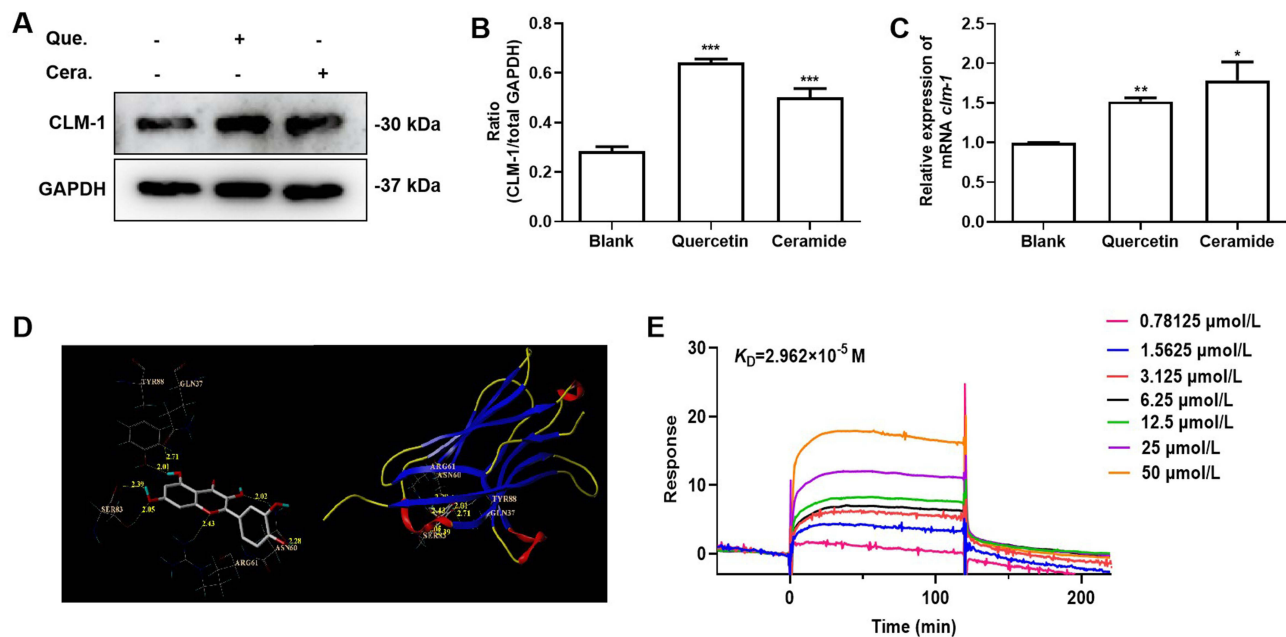 A
Que. - + -
Cera. - - +
CLM-1
-30 kDa
GAPDH
-37 kDa
B
Ratio
(CLM-1/total GAPDH)
0.8
0.6
0.4
0.2
0.0
***
***
Blank Quercetin Ceramide
C
Relative expression of
mRNA clm-1
2.5
2.0
1.5
1.0
0.5
0.0
**
*
Blank Quercetin Ceramide
D
TYR88
GLN37
2.71
2.01
2.39
SER83
2.05
2.02
2.43
ASN60
2.28
ARG61
ARG61
ASN60
TYR88
2.01
2.71
GLN37
E
KD=2.962×10-5 M
Response
30
20
10
0
0 100 200
Time (min)
0.78125 µmol/L
1.5625 µmol/L
3.125 µmol/L
6.25 µmol/L
12.5 µmol/L
25 µmol/L
50 µmol/L